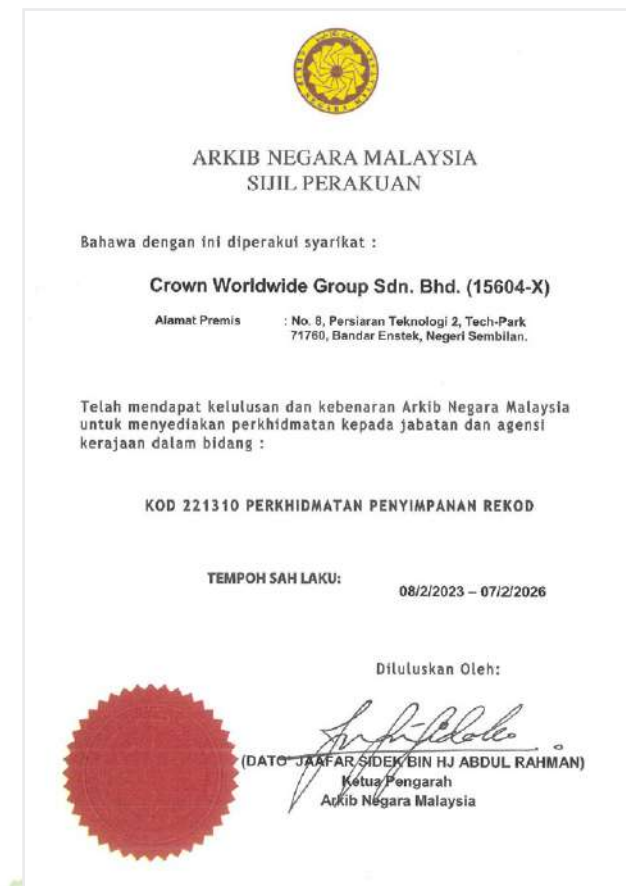 ARKIB NEGARA MALAYSIA
SIJIL PERAKUAN
Bahawa dengan ini diperakui syarikat :
Crown Worldwide Group Sdn. Bhd. (15604-X)
Alamat Premis : No. 8, Persiaran Teknologi 2, Tech-Park
71760, Bandar Enstek, Negeri Sembilan.
Telah mendapat kelulusan dan kebenaran Arkib Negara Malaysia
untuk menyediakan perkhidmatan kepada jabatan dan agensi
kerajaan dalam bidang :
KOD 221310 PERKHIDMATAN PENYIMPANAN REKOD
TEMPOH SAH LAKU:
08/2/2023 – 07/2/2026
Diluluskan Oleh:
(DATO' JAAFAR SIDEK BIN HJ ABDUL RAHMAN)
Ketua Pengarah
Arkib Negara Malaysia